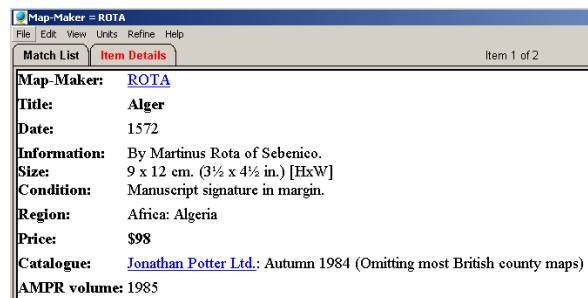 Map-Maker = ROTA
File Edit View Units Refine Help
Match List Item Details Item 1 of 2
Map-Maker: ROTA
Title: Alger
Date: 1572
Information: By Martinus Rota of Sebenico.
Size: 9 x 12 cm. (3½ x 4½ in.) [HxW]
Condition: Manuscript signature in margin.
Region: Africa: Algeria
Price: $98
Catalogue: Jonathan Potter Ltd.: Autumn 1984 (Omitting most British county maps)
AMPR volume: 1985